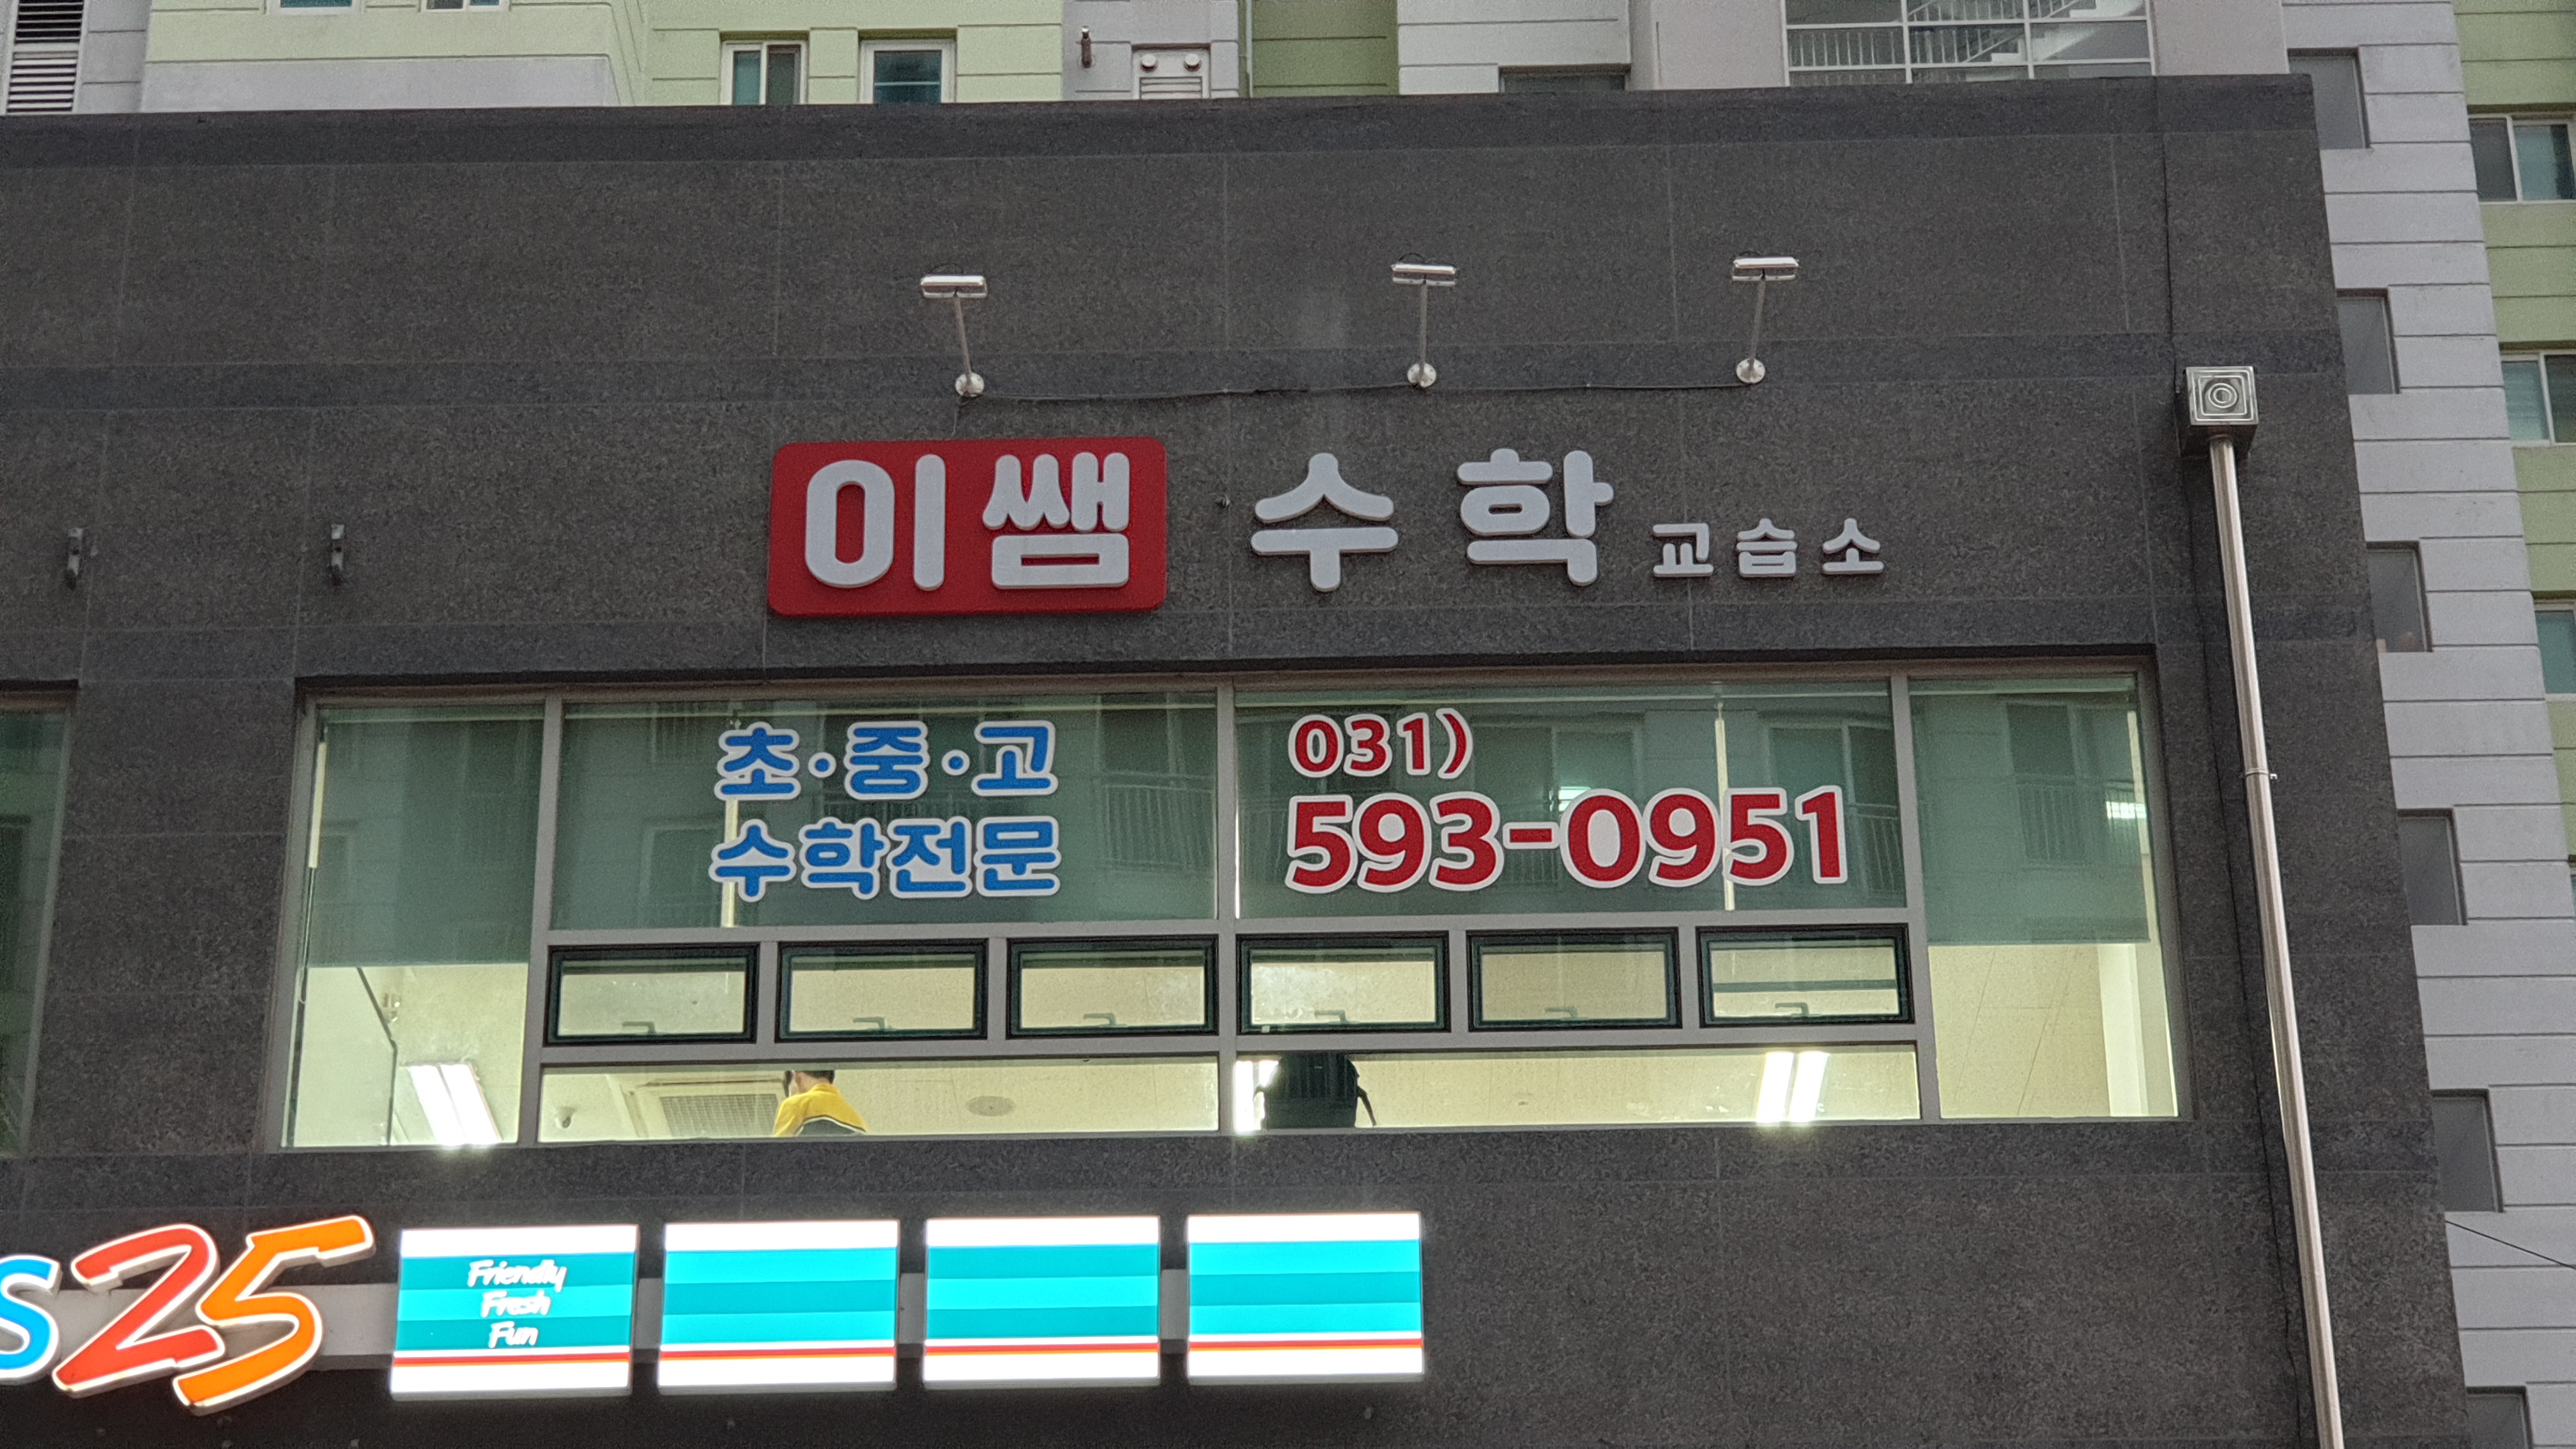 이쌤 수학 교습소
초·중·고
수학전문
031)
593-0951
S25
Friendly
Fresh
Fun